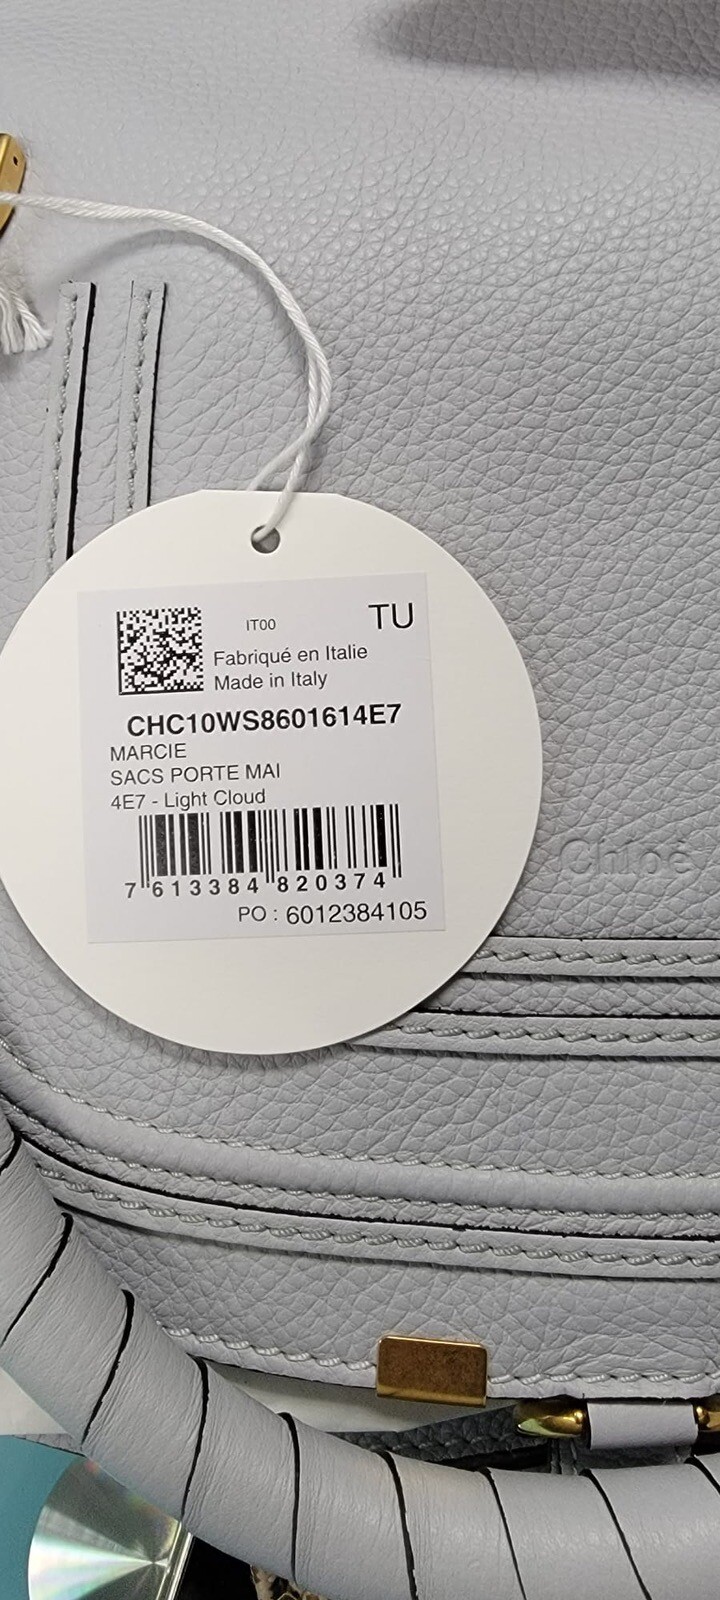 IT00
TU
Fabriqué en Italie
Made in Italy
CHC10WS8601614E7
MARCIE
SACS PORTE MAI
4E7 - Light Cloud
7 613384 820374
PO : 6012384105
Chloé